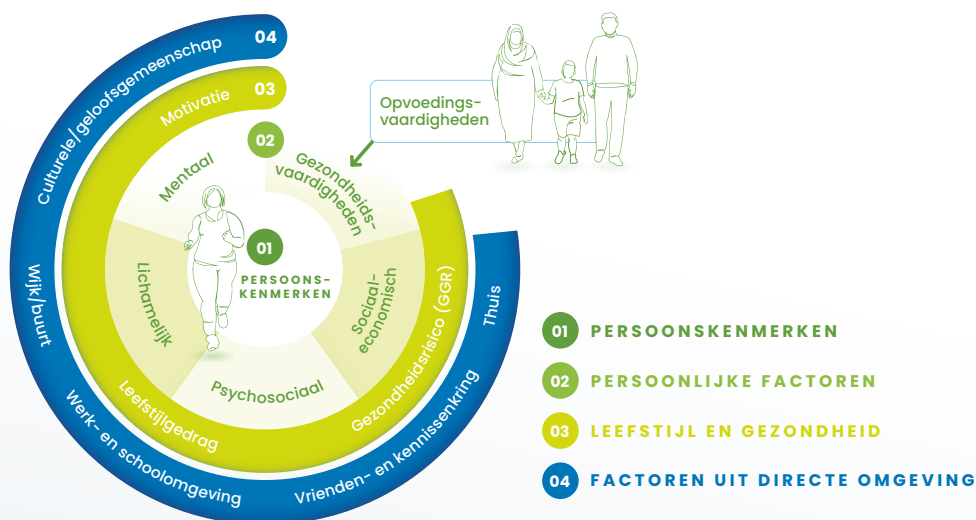 04
Culturele/geloofsgemeenschap
Wijk/buurt
Werk- en schoolomgeving
Vrienden- en kennissenkring
Thuis
03
Motivatie
Leefstijlgedrag
Gezondheidsrisico (GGR)
02
Mentaal
Lichamelijk
Psychosociaal
Sociaal-
economisch
Gezondheids-
vaardigheden
Opvoedings-
vaardigheden
01
PERSOONS-
KENMERKEN
01 PERSOONSKENMERKEN
02 PERSOONLIJKE FACTOREN
03 LEEFSTIJL EN GEZONDHEID
04 FACTOREN UIT DIRECTE OMGEVING